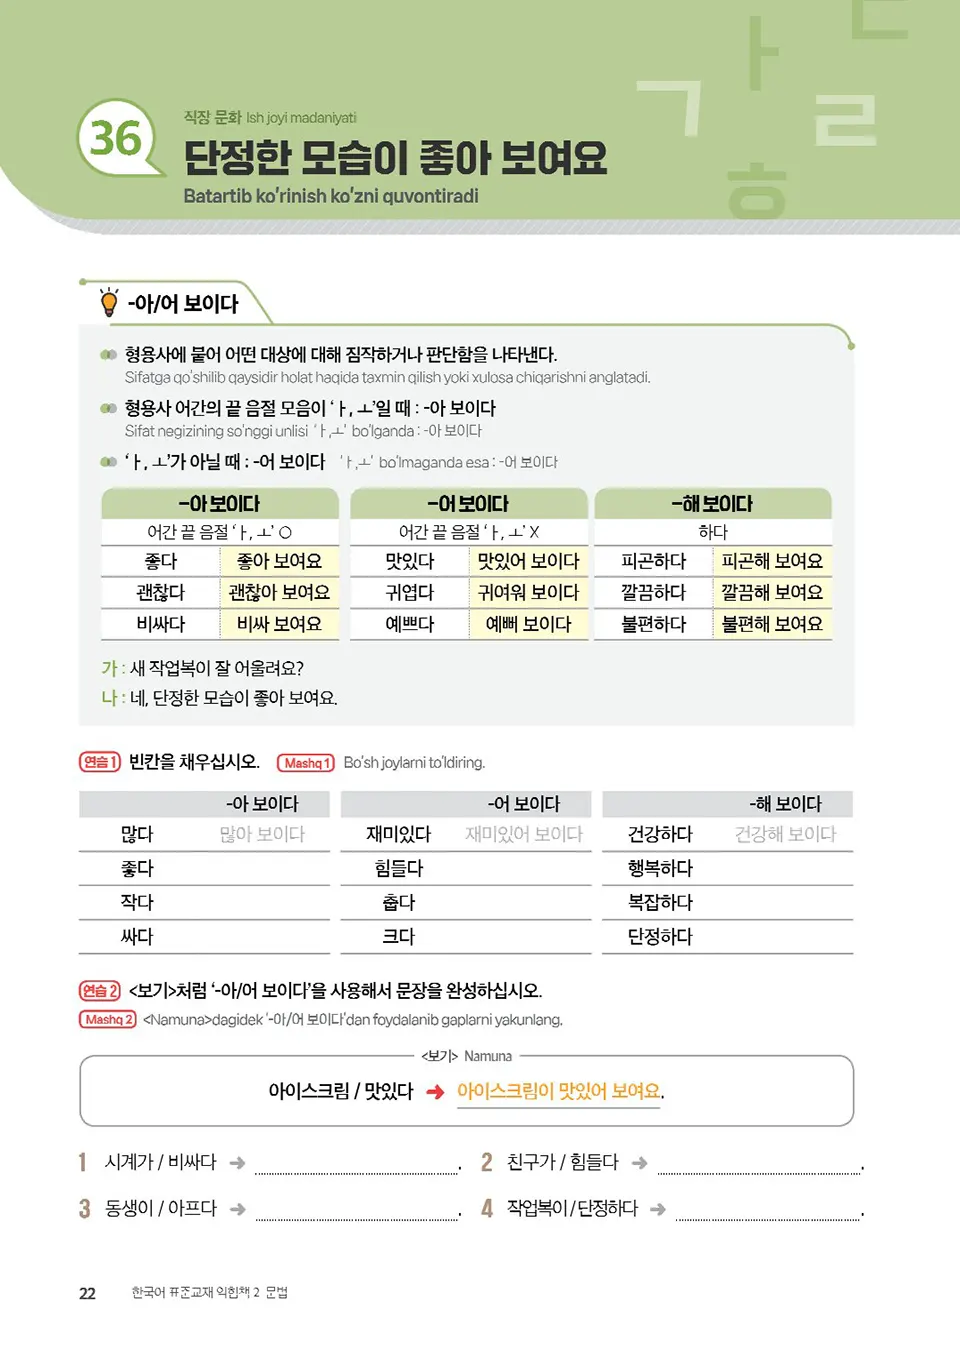 36
직장 문화 Ish joyi madaniyati
단정한 모습이 좋아 보여요
Batartib ko'rinish ko'zni quvontiradi
ㄱ ㅏ ㄷ ㄹ ㅎ
-아/어 보이다
형용사에 붙어 어떤 대상에 대해 짐작하거나 판단함을 나타낸다.
Sifatga qo'shilib qaysidir holat haqida taxmin qilish yoki xulosa chiqarishni anglatadi.
형용사 어간의 끝 음절 모음이 'ㅏ, ㅗ'일 때 : -아 보이다
Sifat negizining so'nggi unlisi 'ㅏ,ㅗ' bo'lganda : -아 보이다
'ㅏ, ㅗ'가 아닐 때 : -어 보이다 'ㅏ,ㅗ' bo'lmaganda esa : -어 보이다
-아 보이다 -어 보이다 -해 보이다
어간 끝 음절 'ㅏ, ㅗ' O 어간 끝 음절 'ㅏ, ㅗ' X 하다
좋다 좋아 보여요 맛있다 맛있어 보이다 피곤하다 피곤해 보여요
괜찮다 괜찮아 보여요 귀엽다 귀여워 보이다 깔끔하다 깔끔해 보여요
비싸다 비싸 보여요 예쁘다 예뻐 보이다 불편하다 불편해 보여요
가 : 새 작업복이 잘 어울려요?
나 : 네, 단정한 모습이 좋아 보여요.
연습 1 빈칸을 채우십시오. Mashq 1 Bo'sh joylarni to'ldiring.
-아 보이다 -어 보이다 -해 보이다
많다 많아 보이다 재미있다 재미있어 보이다 건강하다 건강해 보이다
좋다 힘들다 행복하다
작다 춥다 복잡하다
싸다 크다 단정하다
연습 2 <보기>처럼 '-아/어 보이다'을 사용해서 문장을 완성하십시오.
Mashq 2 <Namuna>dagidek '-아/어 보이다'dan foydalanib gaplarni yakunlang.
<보기> Namuna
아이스크림 / 맛있다 ➜ 아이스크림이 맛있어 보여요.
1 시계가 / 비싸다 ➜ . 2 친구가 / 힘들다 ➜ .
3 동생이 / 아프다 ➜ . 4 작업복이 / 단정하다 ➜ .
22 한국어 표준교재 익힘책 2 문법